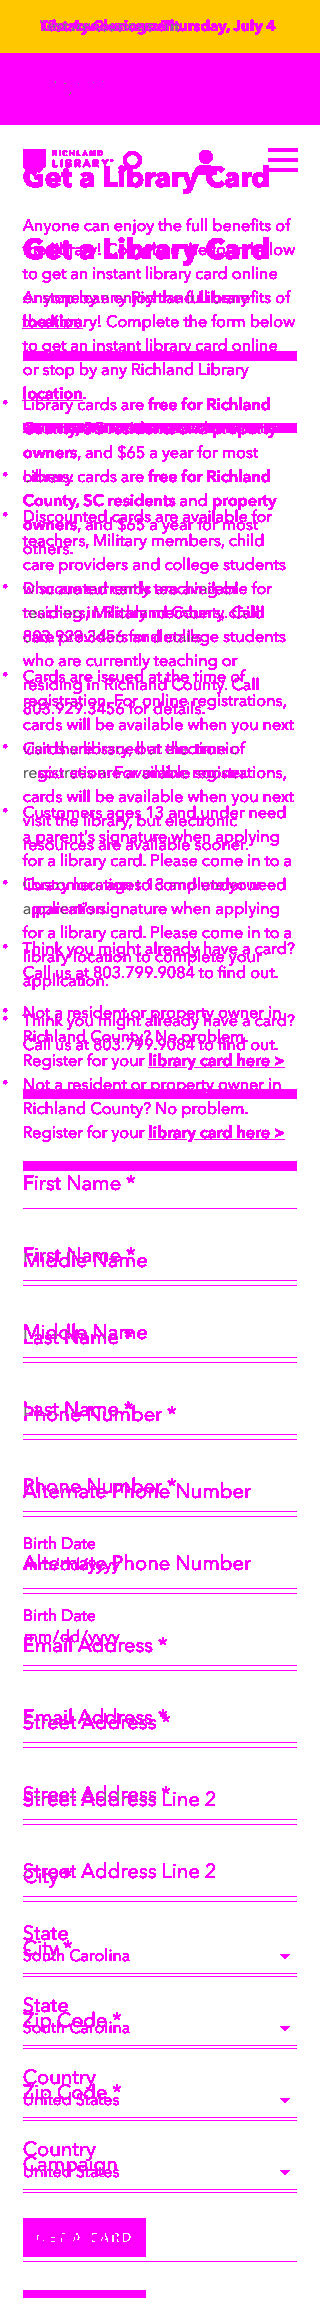 Thursday, July 4
RICHLAND
LIBRARY
Get a Library Card
Anyone can enjoy the full benefits of
the library! Complete the form below
to get an instant library card online
or stop by any Richland Library
location.
Library cards are free for Richland
County, SC residents and property
owners, and $65 a year for most
others.
Discounted cards are available for
teachers, Military members, child
care providers and college students
who are currently teaching or
residing in Richland County. Call
803.929.3456 for details.
Cards are issued at the time of
registration. For online registrations,
cards will be available when you next
visit the library, but electronic
resources are available sooner.
Customers ages 13 and under need
a parent's signature when applying
for a library card. Please come in to a
library location to complete your
application.
Think you might already have a card?
Call us at 803.799.9084 to find out.
Not a resident or property owner in
Richland County? No problem.
Register for your library card here >
First Name *
Middle Name
Last Name *
Phone Number *
Alternate Phone Number
Birth Date
mm/dd/yyyy
Email Address *
Street Address *
Street Address Line 2
City *
State
South Carolina
Zip Code *
Country
United States
Campaign
GET A CARD